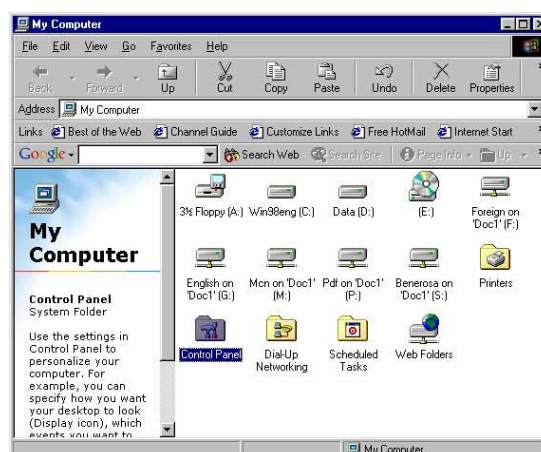 My Computer
File Edit View Go Favorites Help
Back Forward Up Cut Copy Paste Undo Delete Properties
Address My Computer
Links Best of the Web Channel Guide Customize Links Free HotMail Internet Start
Google Search Web Search Site Page Info Up
My
Computer
Control Panel
System Folder
Use the settings in
Control Panel to
personalize your
computer. For
example, you can
specify how you want
your desktop to look
(Display icon), which
events you want to
3½ Floppy (A:) Win98eng (C:) Data (D:) (E:) Foreign on
'Doc1' (F:)
English on Mcn on 'Doc1' Pdf on 'Doc1' Benerosa on Printers
'Doc1' (G:) (M:) (P:) 'Doc1' (S:)
Control Panel Dial-Up Scheduled Web Folders
Networking Tasks
My Computer